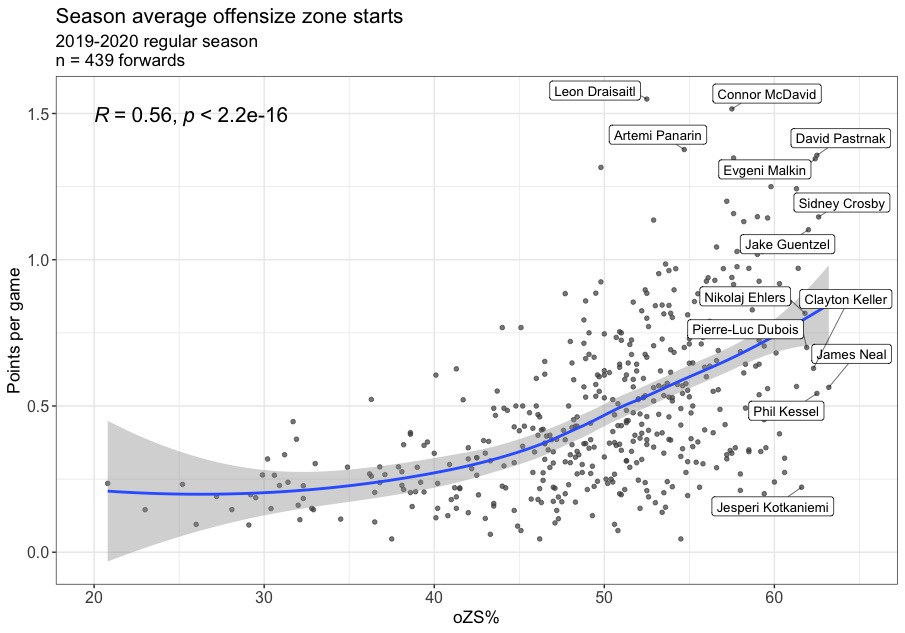 Season average offensize zone starts
2019-2020 regular season
n = 439 forwards
R = 0.56, p < 2.2e-16
Leon Draisaitl
Connor McDavid
Artemi Panarin
David Pastrnak
Evgeni Malkin
Sidney Crosby
Jake Guentzel
Nikolaj Ehlers
Clayton Keller
Pierre-Luc Dubois
James Neal
Phil Kessel
Jesperi Kotkaniemi
Points per game
1.5
1.0
0.5
0.0
20
30
40
50
60
oZS%